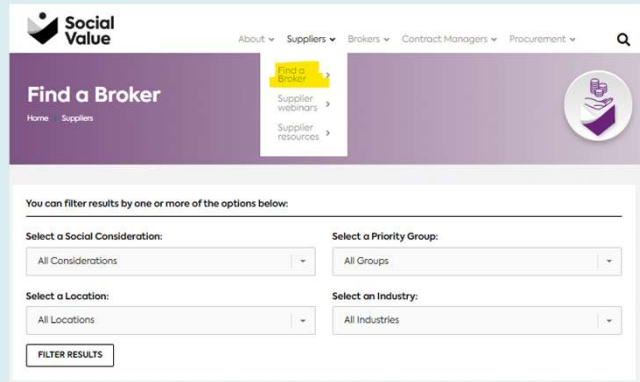 Social
Value
About
Suppliers
Brokers
Contract Managers
Procurement
Find a
Broker
Supplier
webinars
Supplier
resources
Find a Broker
Home
Suppliers
You can filter results by one or more of the options below:
Select a Social Consideration:
Select a Priority Group:
All Considerations
All Groups
Select a Location:
Select an Industry:
All Locations
All Industries
FILTER RESULTS